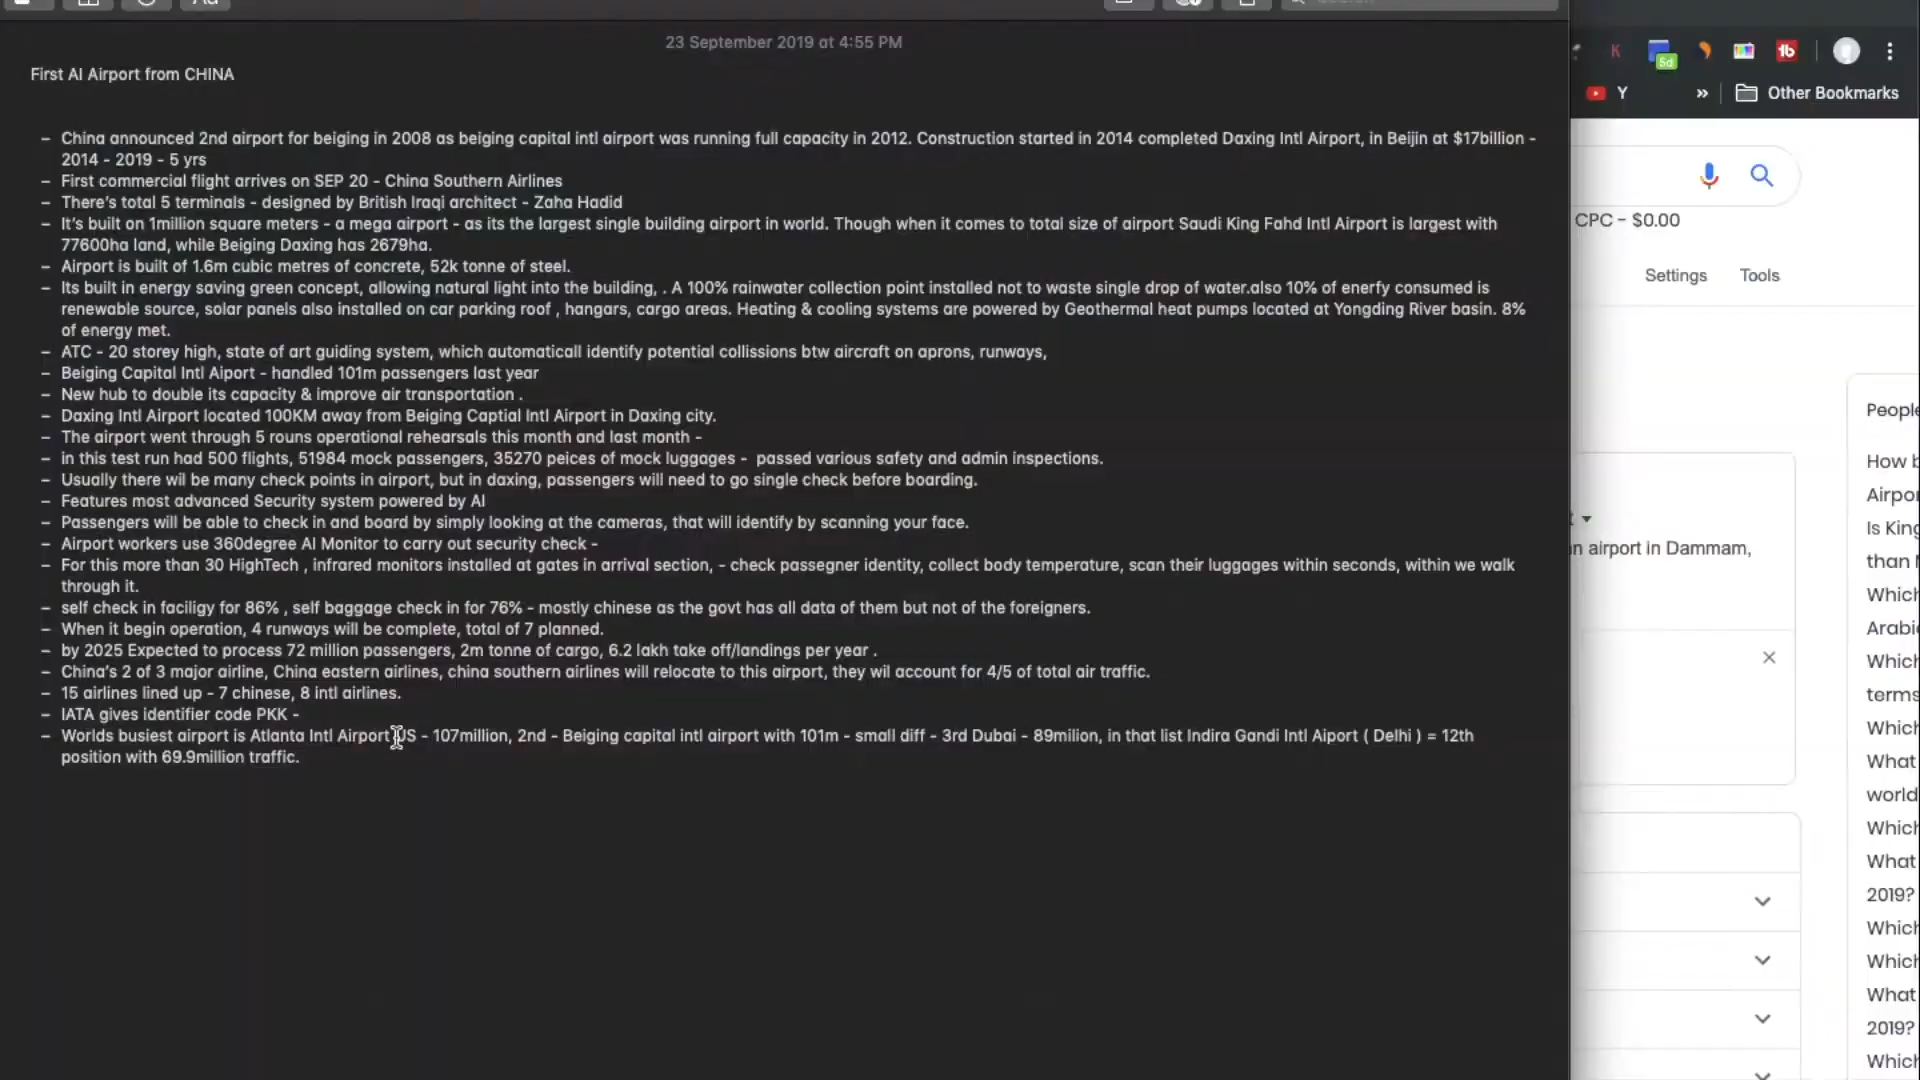 Aa
Search
23 September 2019 at 4:55 PM
First AI Airport from CHINA
– China announced 2nd airport for beiging in 2008 as beiging capital intl airport was running full capacity in 2012. Construction started in 2014 completed Daxing Intl Airport, in Beijin at $17billion -
2014 - 2019 - 5 yrs
– First commercial flight arrives on SEP 20 - China Southern Airlines
– There's total 5 terminals - designed by British Iraqi architect - Zaha Hadid
– It's built on 1million square meters - a mega airport - as its the largest single building airport in world. Though when it comes to total size of airport Saudi King Fahd Intl Airport is largest with
77600ha land, while Beiging Daxing has 2679ha.
– Airport is built of 1.6m cubic metres of concrete, 52k tonne of steel.
– Its built in energy saving green concept, allowing natural light into the building, . A 100% rainwater collection point installed not to waste single drop of water.also 10% of enerfy consumed is
renewable source, solar panels also installed on car parking roof , hangars, cargo areas. Heating & cooling systems are powered by Geothermal heat pumps located at Yongding River basin. 8%
of energy met.
– ATC - 20 storey high, state of art guiding system, which automaticall identify potential collissions btw aircraft on aprons, runways,
– Beiging Capital Intl Aiport - handled 101m passengers last year
– New hub to double its capacity & improve air transportation .
– Daxing Intl Airport located 100KM away from Beiging Captial Intl Airport in Daxing city.
– The airport went through 5 rouns operational rehearsals this month and last month -
– in this test run had 500 flights, 51984 mock passengers, 35270 peices of mock luggages - passed various safety and admin inspections.
– Usually there wil be many check points in airport, but in daxing, passengers will need to go single check before boarding.
– Features most advanced Security system powered by AI
– Passengers will be able to check in and board by simply looking at the cameras, that will identify by scanning your face.
– Airport workers use 360degree AI Monitor to carry out security check -
– For this more than 30 HighTech , infrared monitors installed at gates in arrival section, - check passegner identity, collect body temperature, scan their luggages within seconds, within we walk
through it.
– self check in faciligy for 86% , self baggage check in for 76% - mostly chinese as the govt has all data of them but not of the foreigners.
– When it begin operation, 4 runways will be complete, total of 7 planned.
– by 2025 Expected to process 72 million passengers, 2m tonne of cargo, 6.2 lakh take off/landings per year .
– China's 2 of 3 major airline, China eastern airlines, china southern airlines will relocate to this airport, they wil account for 4/5 of total air traffic.
– 15 airlines lined up - 7 chinese, 8 intl airlines.
– IATA gives identifier code PKK -
– Worlds busiest airport is Atlanta Intl Airport US - 107million, 2nd - Beiging capital intl airport with 101m - small diff - 3rd Dubai - 89milion, in that list Indira Gandi Intl Aiport ( Delhi ) = 12th
position with 69.9million traffic.
K
Sd
1b
Y
» Other Bookmarks
CPC - $0.00
Settings Tools
an airport in Dammam,
People
How b
Airpor
Is King
than
Which
Arabi
Which
terms
Which
What
world
Which
What
2019?
Which
Which
What
2019?
Which